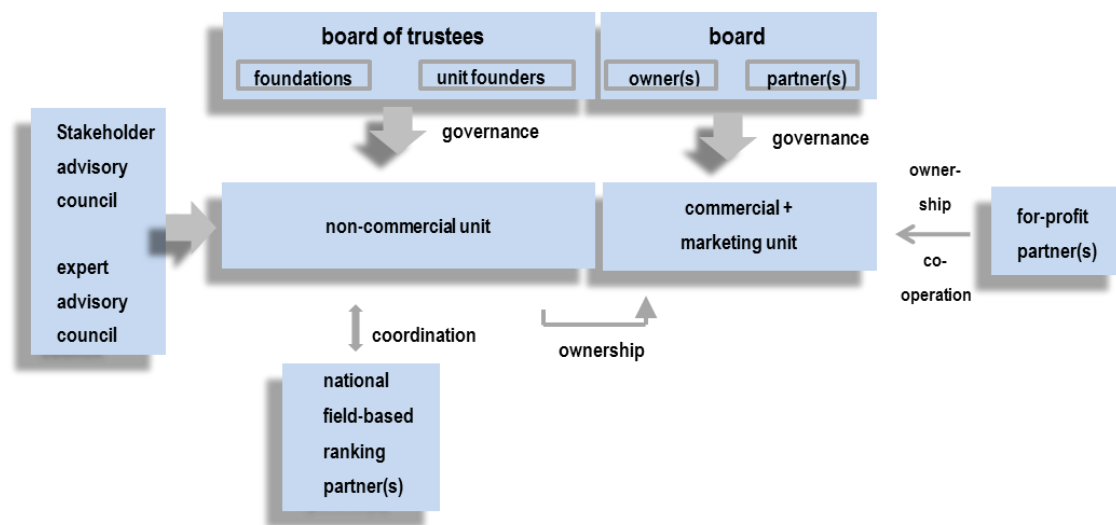 board of trustees
foundations
unit founders
board
owner(s)
partner(s)
governance
governance
Stakeholder
advisory
council
expert
advisory
council
non-commercial unit
commercial +
marketing unit
owner-
ship
co-
operation
for-profit
partner(s)
coordination
ownership
national
field-based
ranking
partner(s)